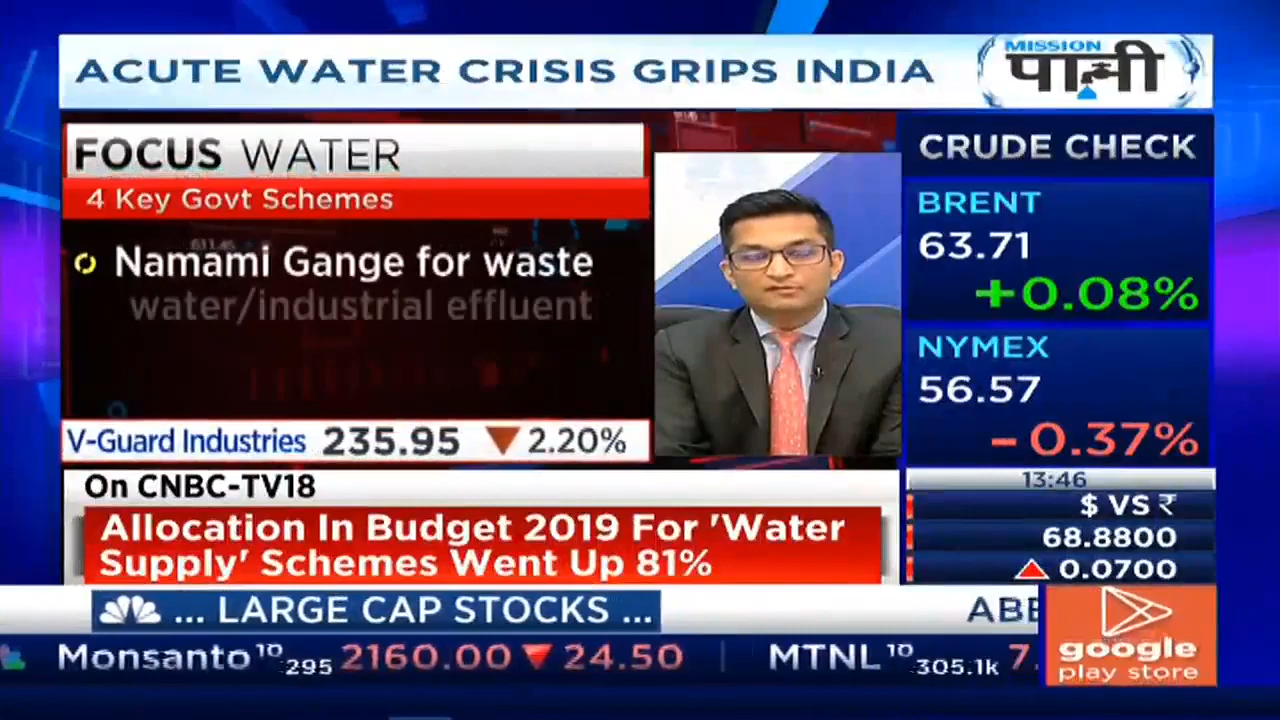 ACUTE WATER CRISIS GRIPS INDIA
MISSION
पानी
FOCUS WATER
4 Key Govt Schemes
Namami Gange for waste
water/industrial effluent
V-Guard Industries 235.95 ▼ 2.20%
On CNBC-TV18
Allocation In Budget 2019 For 'Water
Supply' Schemes Went Up 81%
CRUDE CHECK
BRENT
63.71
+0.08%
NYMEX
56.57
-0.37%
13:46
$ VS ₹
68.8800
▲ 0.0700
... LARGE CAP STOCKS ...
Monsanto 10 295 2160.00 ▼ 24.50 | MTNL 10 305.1k 7.
google
play store